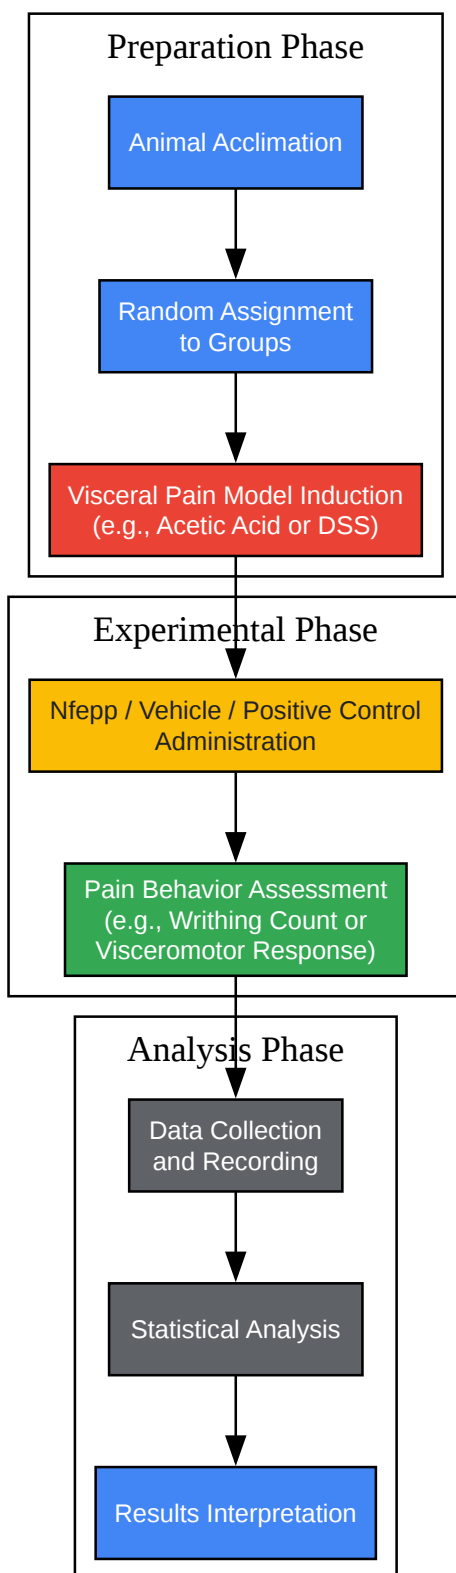 Preparation Phase
Animal Acclimation
Random Assignment
to Groups
Visceral Pain Model Induction
(e.g., Acetic Acid or DSS)
Experimental Phase
Nfepp / Vehicle / Positive Control
Administration
Pain Behavior Assessment
(e.g., Writhing Count or
Visceromotor Response)
Analysis Phase
Data Collection
and Recording
Statistical Analysis
Results Interpretation